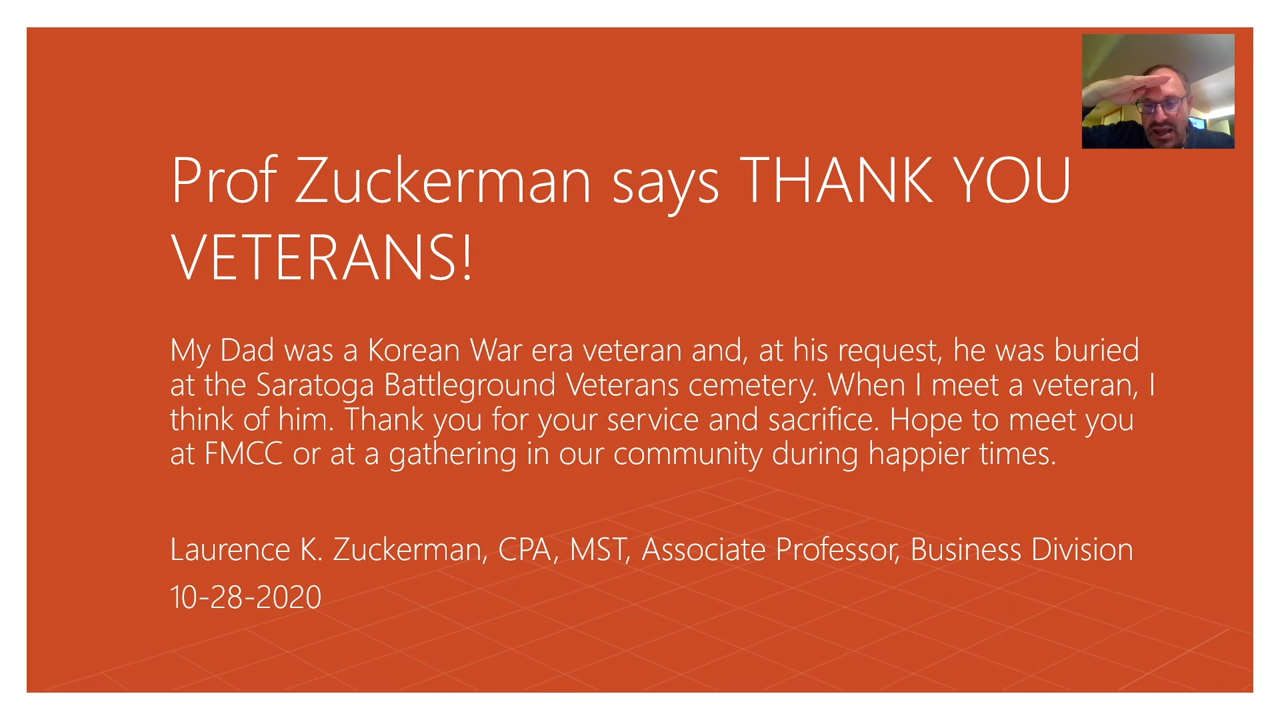 Prof Zuckerman says THANK YOU
VETERANS!
My Dad was a Korean War era veteran and, at his request, he was buried
at the Saratoga Battleground Veterans cemetery. When I meet a veteran, I
think of him. Thank you for your service and sacrifice. Hope to meet you
at FMCC or at a gathering in our community during happier times.
Laurence K. Zuckerman, CPA, MST, Associate Professor, Business Division
10-28-2020